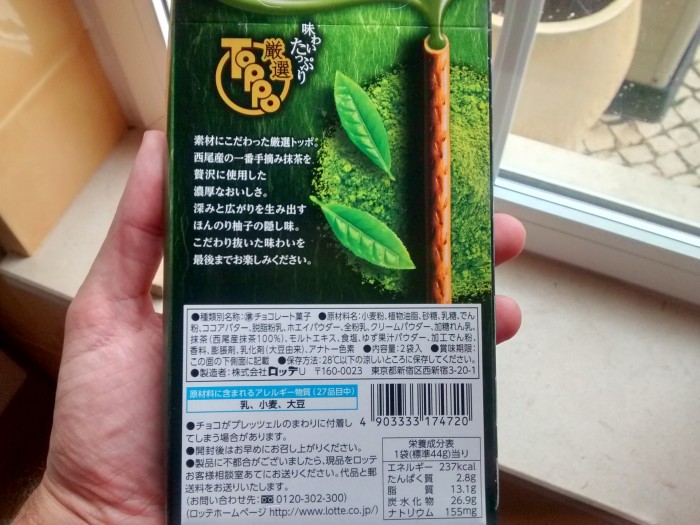 味わい
たっぷり
厳選
Toppo
素材にこだわった厳選トッポ。
西尾産の一番手摘み抹茶を
贅沢に使用した
濃厚なおいしさ。
深みと広がりを生み出す
ほんのり柚子の隠し味。
こだわり抜いた味わいを
最後までお楽しみください。
●種類別名称:㊜チョコレート菓子 ●原材料名:小麦粉、植物油脂、砂糖、乳糖、でん
粉、ココアバター、脱脂粉乳、ホエイパウダー、全粉乳、クリームパウダー、加糖れん乳、
抹茶(西尾産抹茶100%)、モルトエキス、食塩、ゆず果汁パウダー、加工でん粉、
香料、膨脹剤、乳化剤(大豆由来)、アナトー色素 ●内容量:2袋入 ●賞味期限:
この面の下側面に記載 ●保存方法:28℃以下の涼しいところに保存してください。
●製造者:株式会社ロッテU 〒160-0023 東京都新宿区西新宿3-20-1
原材料に含まれるアレルギー物質(27品目中)
乳、小麦、大豆
●チョコがプレッツェルのまわりに付着し
てしまう場合があります。
●開封後はお早めにお召し上がりください。
●製品に不都合がございましたら、現品をロッテ
お客様相談室あてにお送りください。代品と郵
送料をお送りいたします。
(お問い合わせ先:0120-302-300)
(ロッテホームページ http://www.lotte.co.jp/)
4 903333 174720
栄養成分表
1袋(標準44g)当り
エネルギー 237kcal
たんぱく質 2.8g
脂質 13.1g
炭水化物 26.9g
ナトリウム 155mg